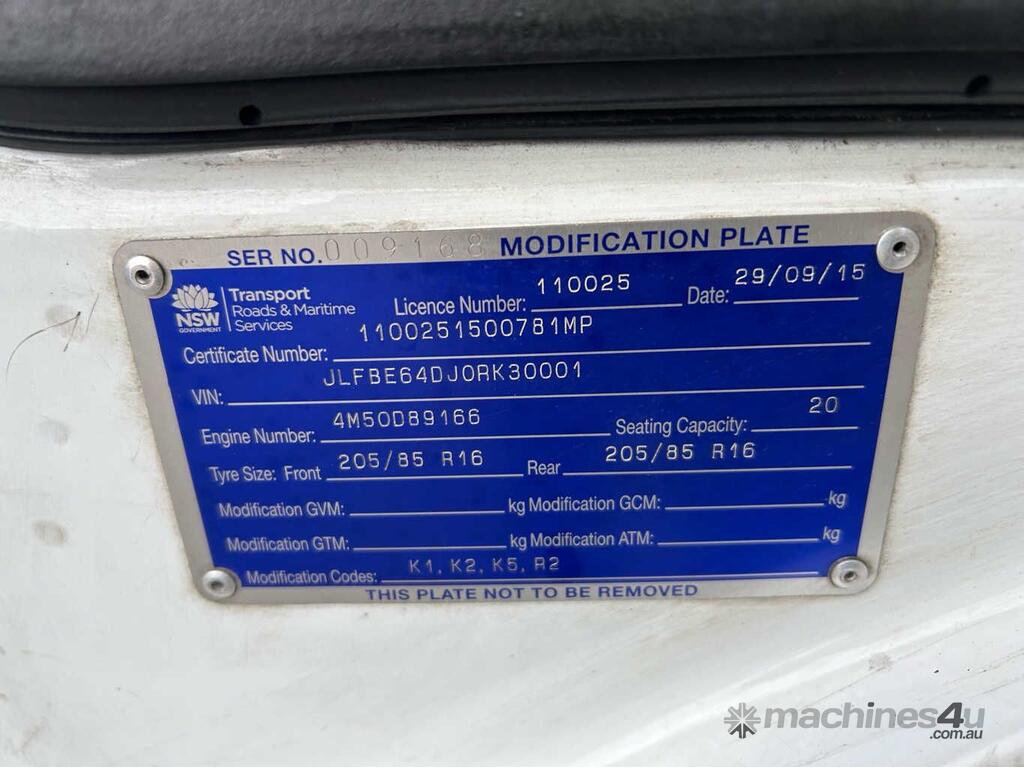 SER NO. 009168 MODIFICATION PLATE
NSW GOVERNMENT
Transport
Roads & Maritime
Services
Licence Number: 110025 Date: 29/09/15
Certificate Number: 1100251500781MP
VIN: JLFBE64DJ0RK30001
Engine Number: 4M50D89166 Seating Capacity: 20
Tyre Size: Front 205/85 R16 Rear 205/85 R16
Modification GVM: kg Modification GCM: kg
Modification GTM: kg Modification ATM: kg
Modification Codes: K1, K2, K5, R2
THIS PLATE NOT TO BE REMOVED
machines4u
.com.au